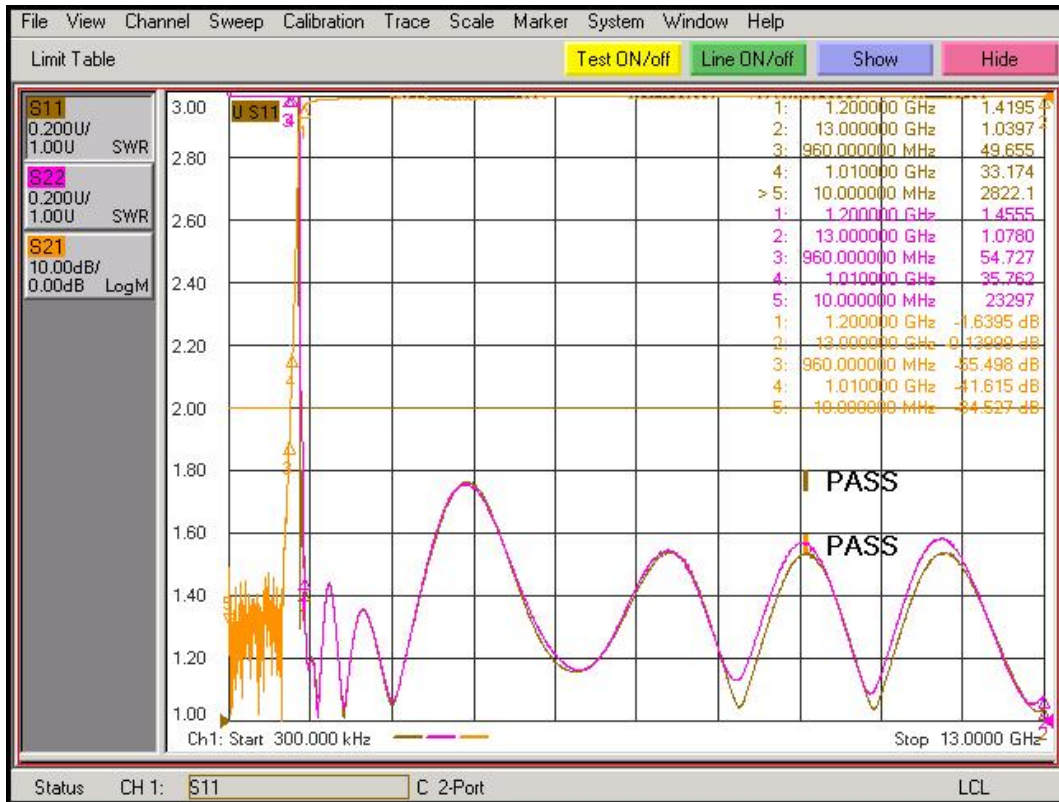 File View Channel Sweep Calibration Trace Scale Marker System Window Help
Limit Table
Test ON/off
Line ON/off
Show
Hide
S11
0.200U/
1.00U SWR
S22
0.200U/
1.00U SWR
S21
10.00dB/
0.00dB LogM
3.00
2.80
2.60
2.40
2.20
2.00
1.80
1.60
1.40
1.20
1.00
U S11
1: 1.200000 GHz 1.4195
2: 13.000000 GHz 1.0397
3: 960.000000 MHz 49.655
4: 1.010000 GHz 33.174
> 5: 10.000000 MHz 2822.1
1: 1.200000 GHz 1.4555
2: 13.000000 GHz 1.0780
3: 960.000000 MHz 54.727
4: 1.010000 GHz 35.762
5: 10.000000 MHz 23297
1: 1.200000 GHz -1.6395 dB
2: 13.000000 GHz 0.13999 dB
3: 960.000000 MHz -55.498 dB
4: 1.010000 GHz -41.615 dB
5: 10.000000 MHz -84.527 dB
PASS
PASS
Ch1: Start 300.000 kHz
Stop 13.0000 GHz
Status CH 1: S11 C 2-Port LCL